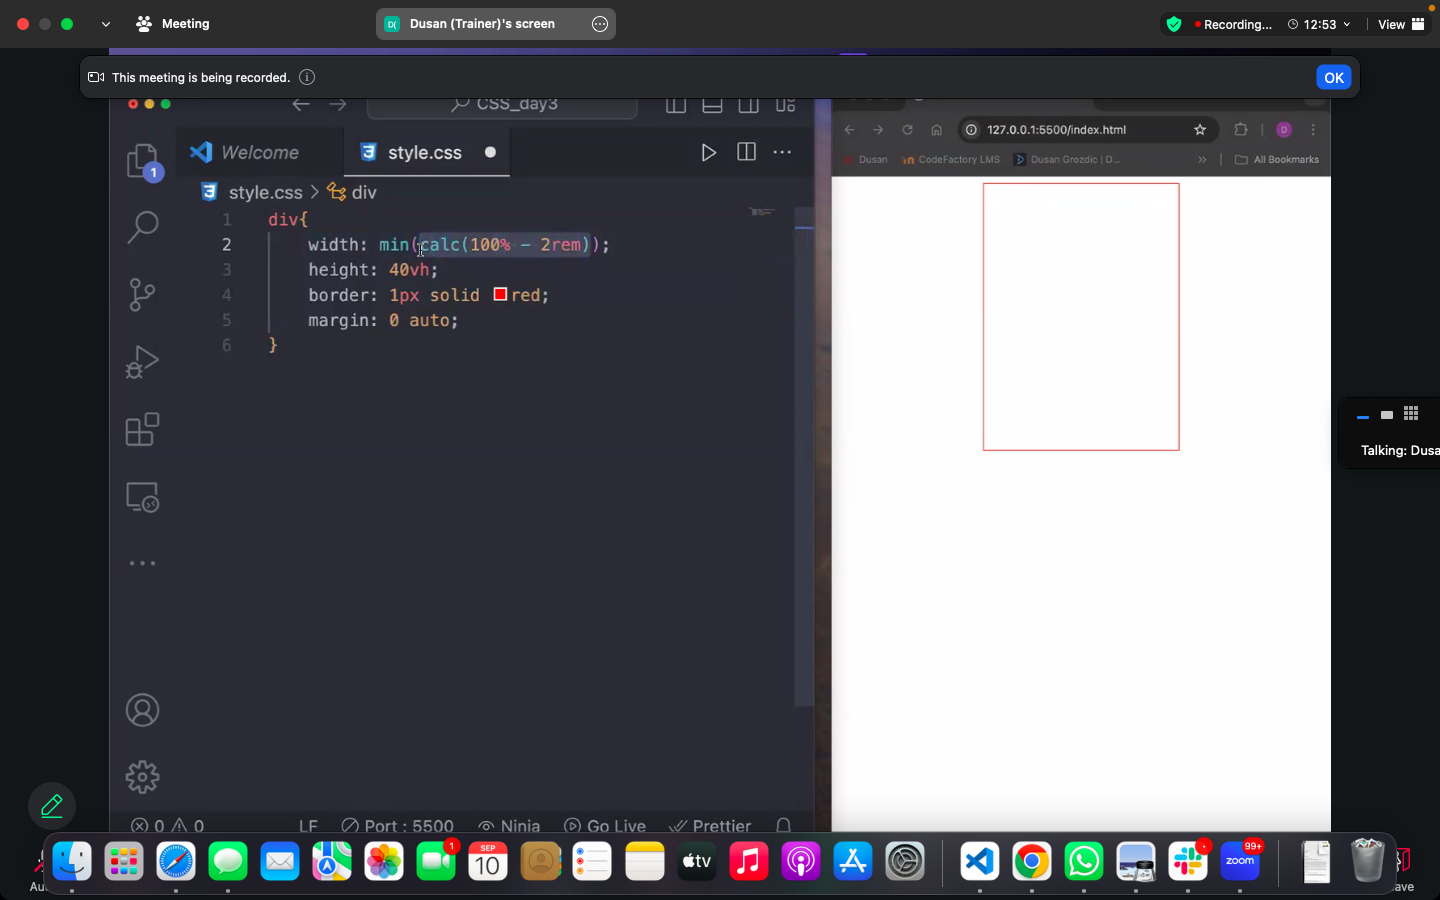 Meeting
D( Dusan (Trainer)'s screen
Recording... 12:53 View
This meeting is being recorded.
OK
CSS_day3
127.0.0.1:5500/index.html
D
Dusan CodeFactory LMS Dusan Grozdic | D... All Bookmarks
1
Welcome
style.css
style.css > div
1 div{
2 width: min(calc(100% - 2rem));
3 height: 40vh;
4 border: 1px solid red;
5 margin: 0 auto;
6 }
Talking: Dusa
0 0 LF Port : 5500 Ninja Go Live Prettier
1
SEP
10
tv
zoom
99+
Au
ave